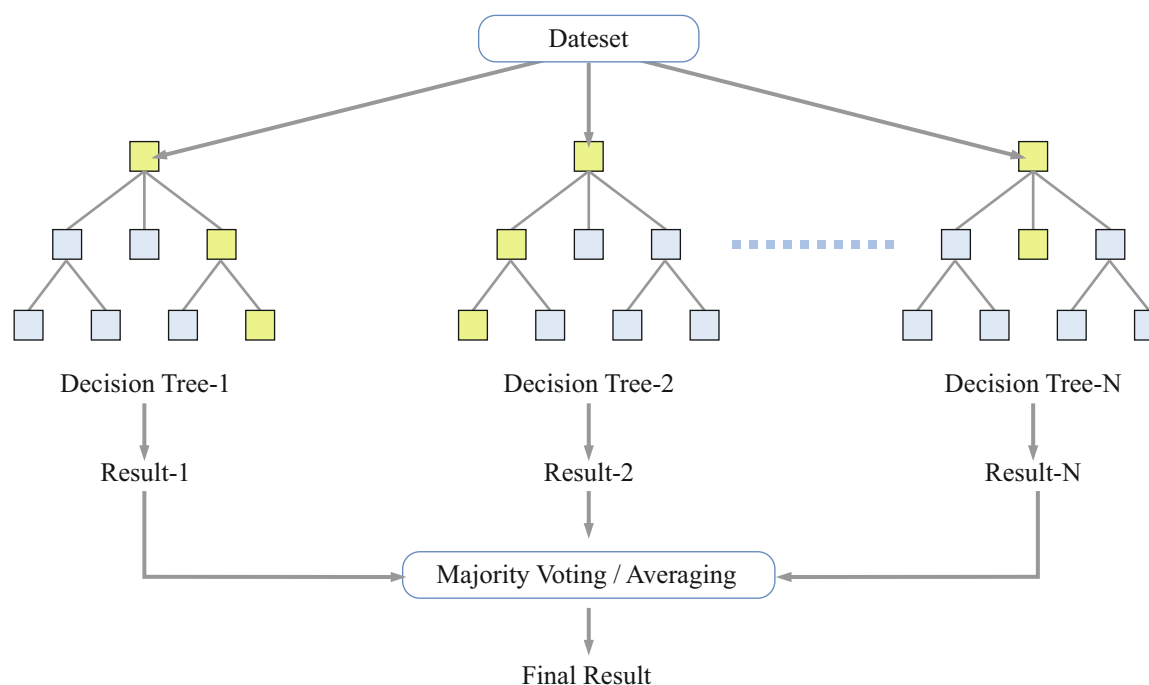 Dateset
Decision Tree-1
Decision Tree-2
Decision Tree-N
Result-1
Result-2
Result-N
Majority Voting / Averaging
Final Result